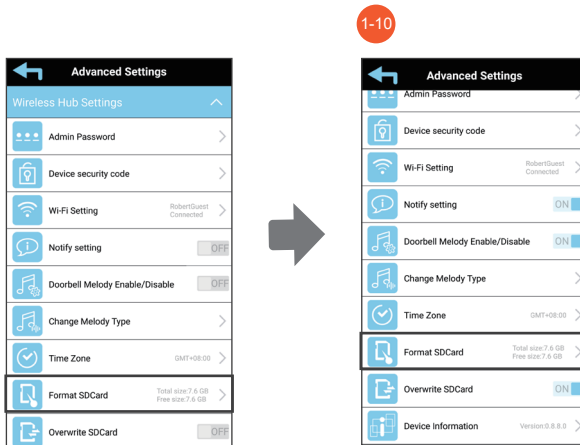 1-10
Advanced Settings
Wireless Hub Settings
Admin Password
Device security code
Wi-Fi Setting
RobertGuest
Connected
Notify setting
OFF
Doorbell Melody Enable/Disable
OFF
Change Melody Type
Time Zone
GMT+08:00
Format SDCard
Total size:7.6 GB
Free size:7.6 GB
Overwrite SDCard
OFF
Advanced Settings
Admin Password
Device security code
Wi-Fi Setting
RobertGuest
Connected
Notify setting
ON
Doorbell Melody Enable/Disable
ON
Change Melody Type
Time Zone
GMT+08:00
Format SDCard
Total size:7.6 GB
Free size:7.6 GB
Overwrite SDCard
ON
Device Information
Version:0.8.8.0